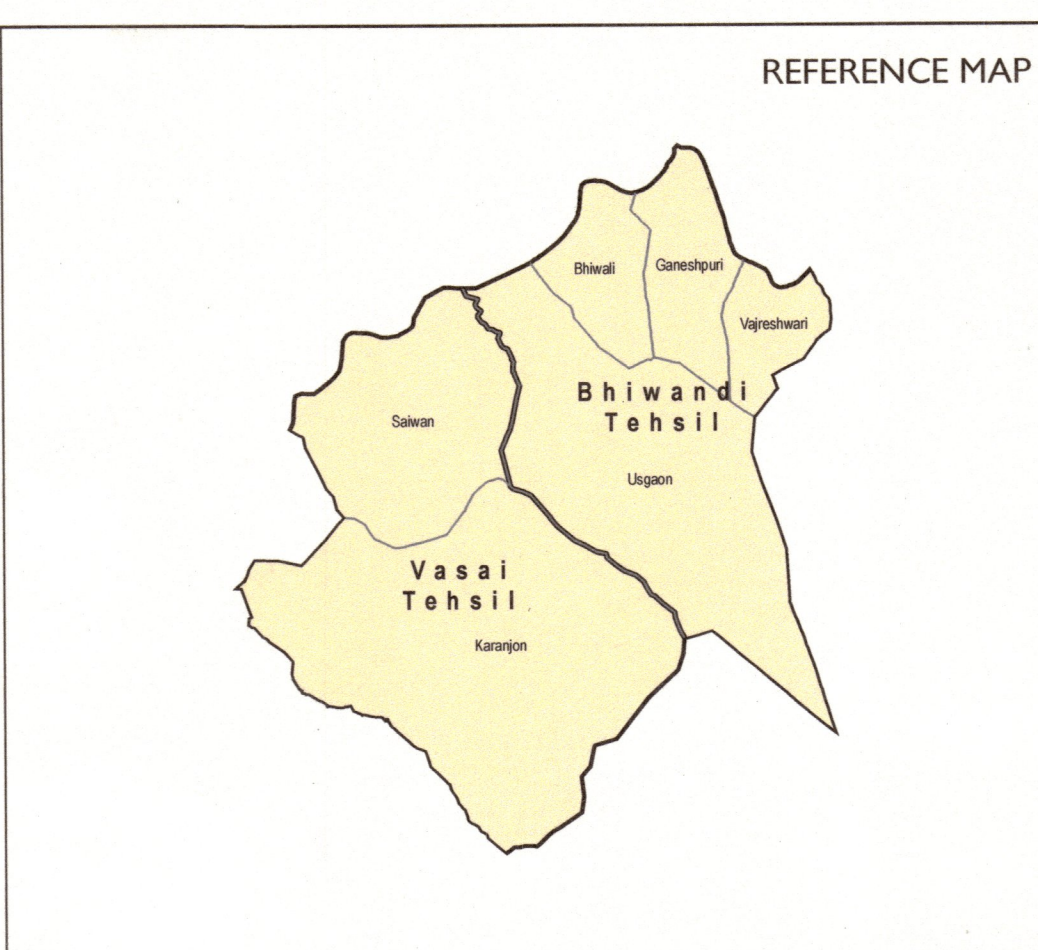 REFERENCE MAP
Bhiwali
Ganeshpuri
Vajreshwari
Bhiwandi
Tehsil
Saiwan
Usgaon
Vasai
Tehsil
Karanjon